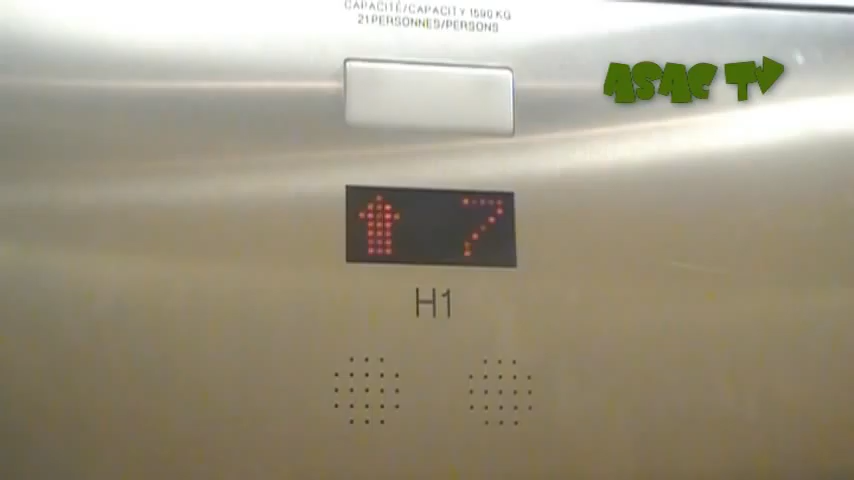 CAPACITÉ/CAPACITY 1590 KG
21 PERSONNES/PERSONS
ASAC TV
7
H1